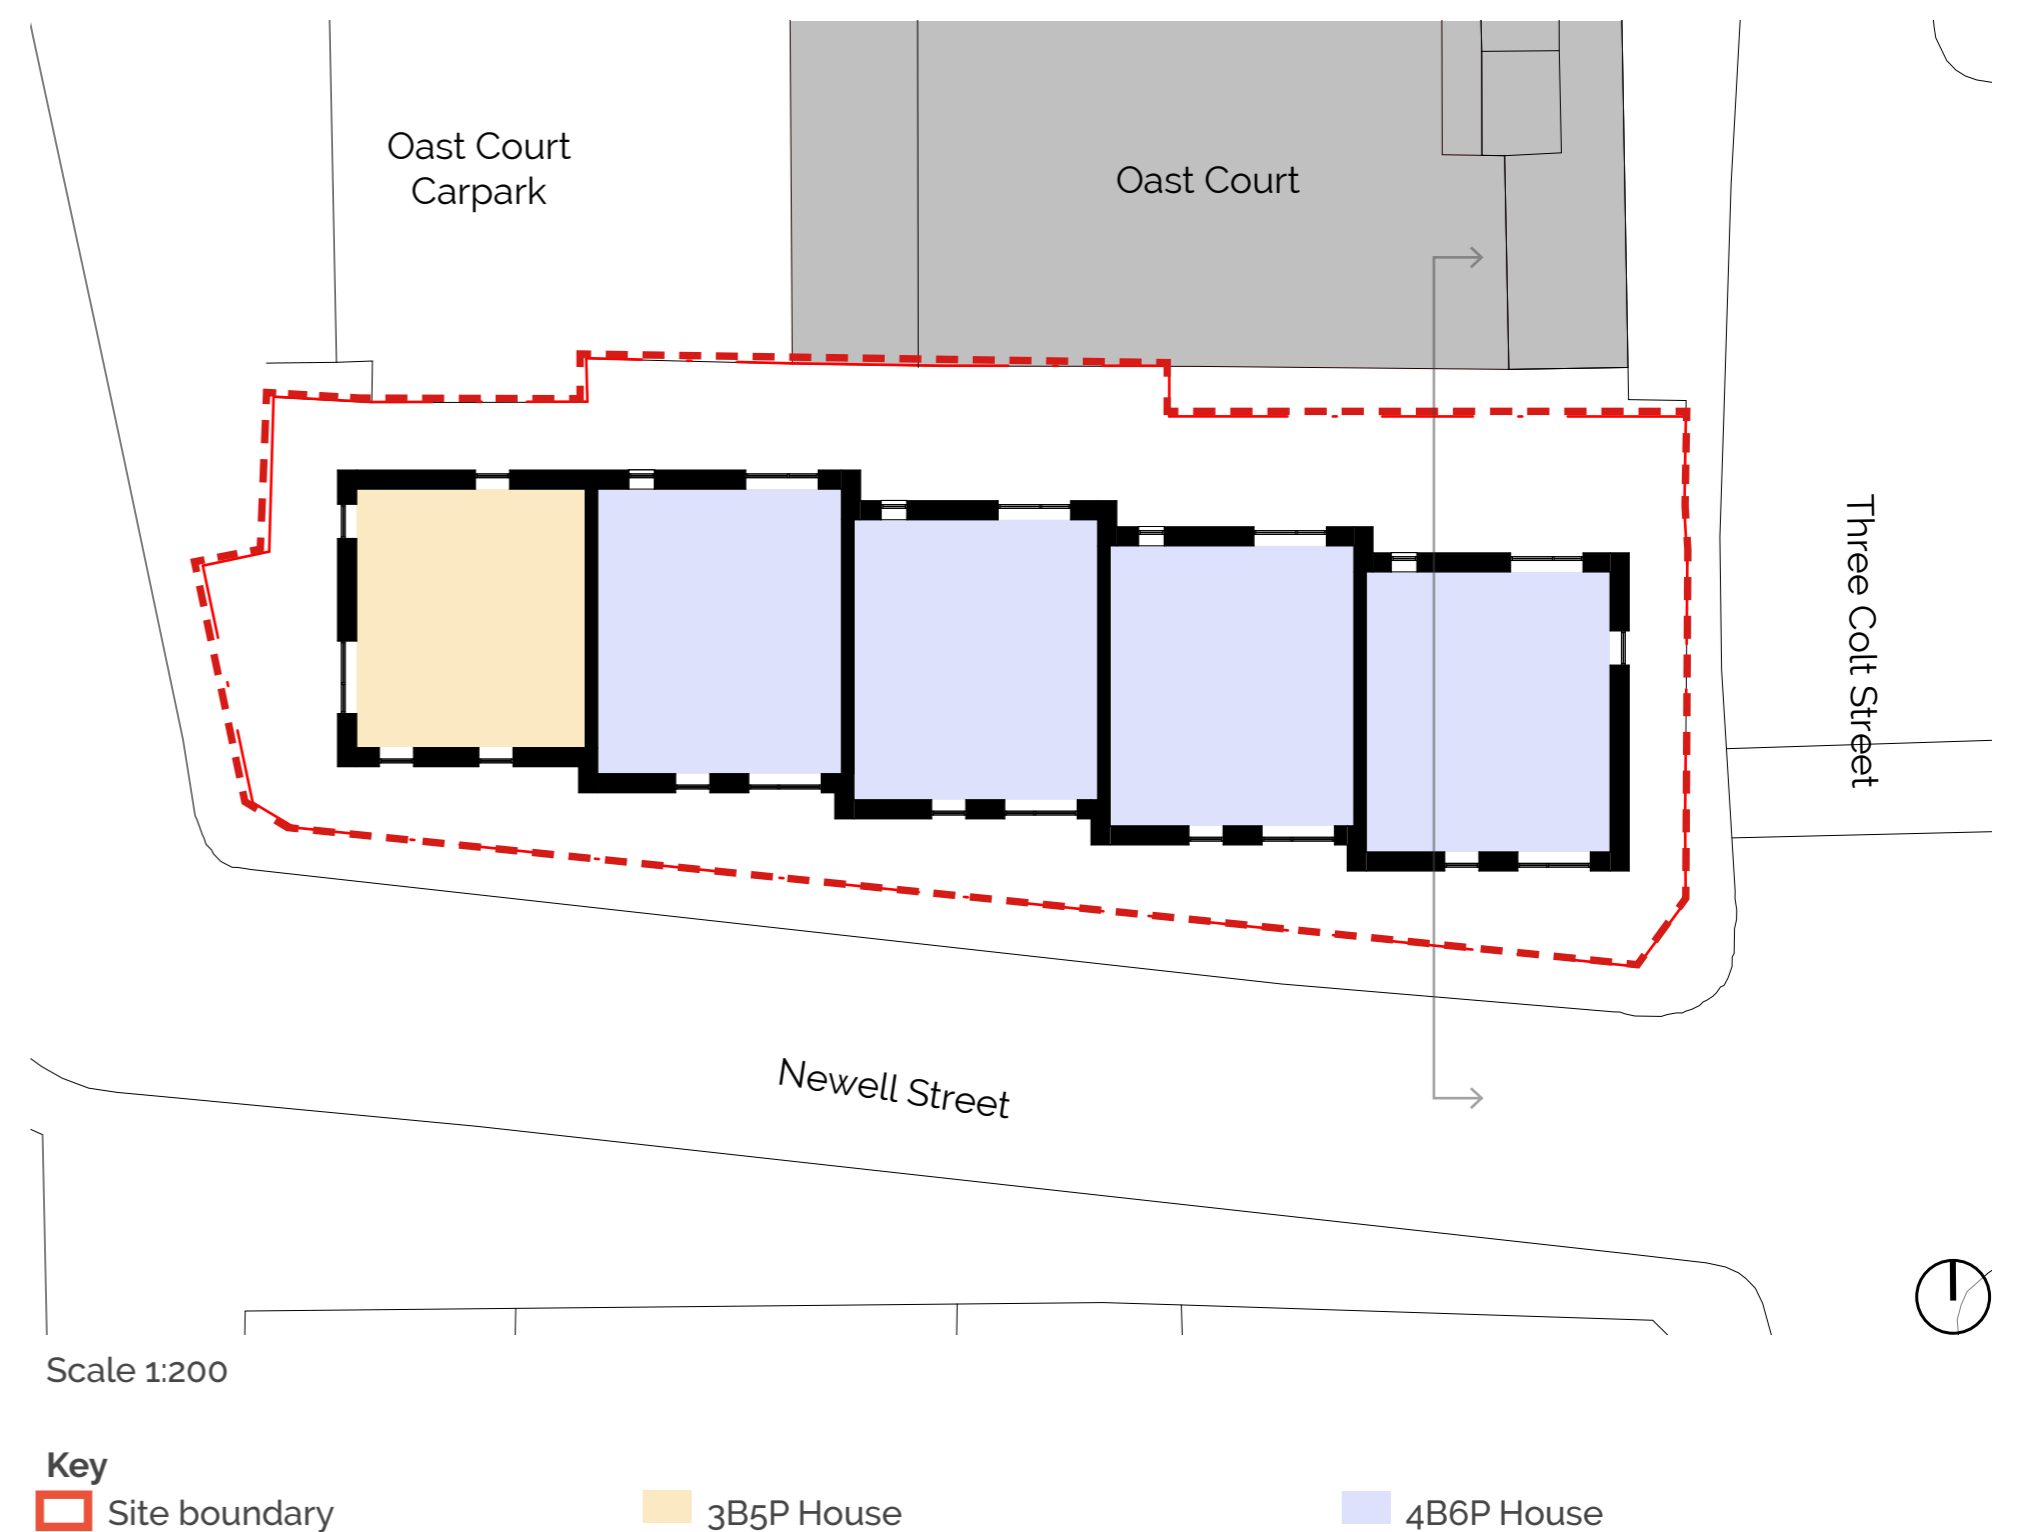 Oast Court
Carpark
Oast Court
Three Colt Street
Newell Street
Scale 1:200
Key
Site boundary
3B5P House
4B6P House